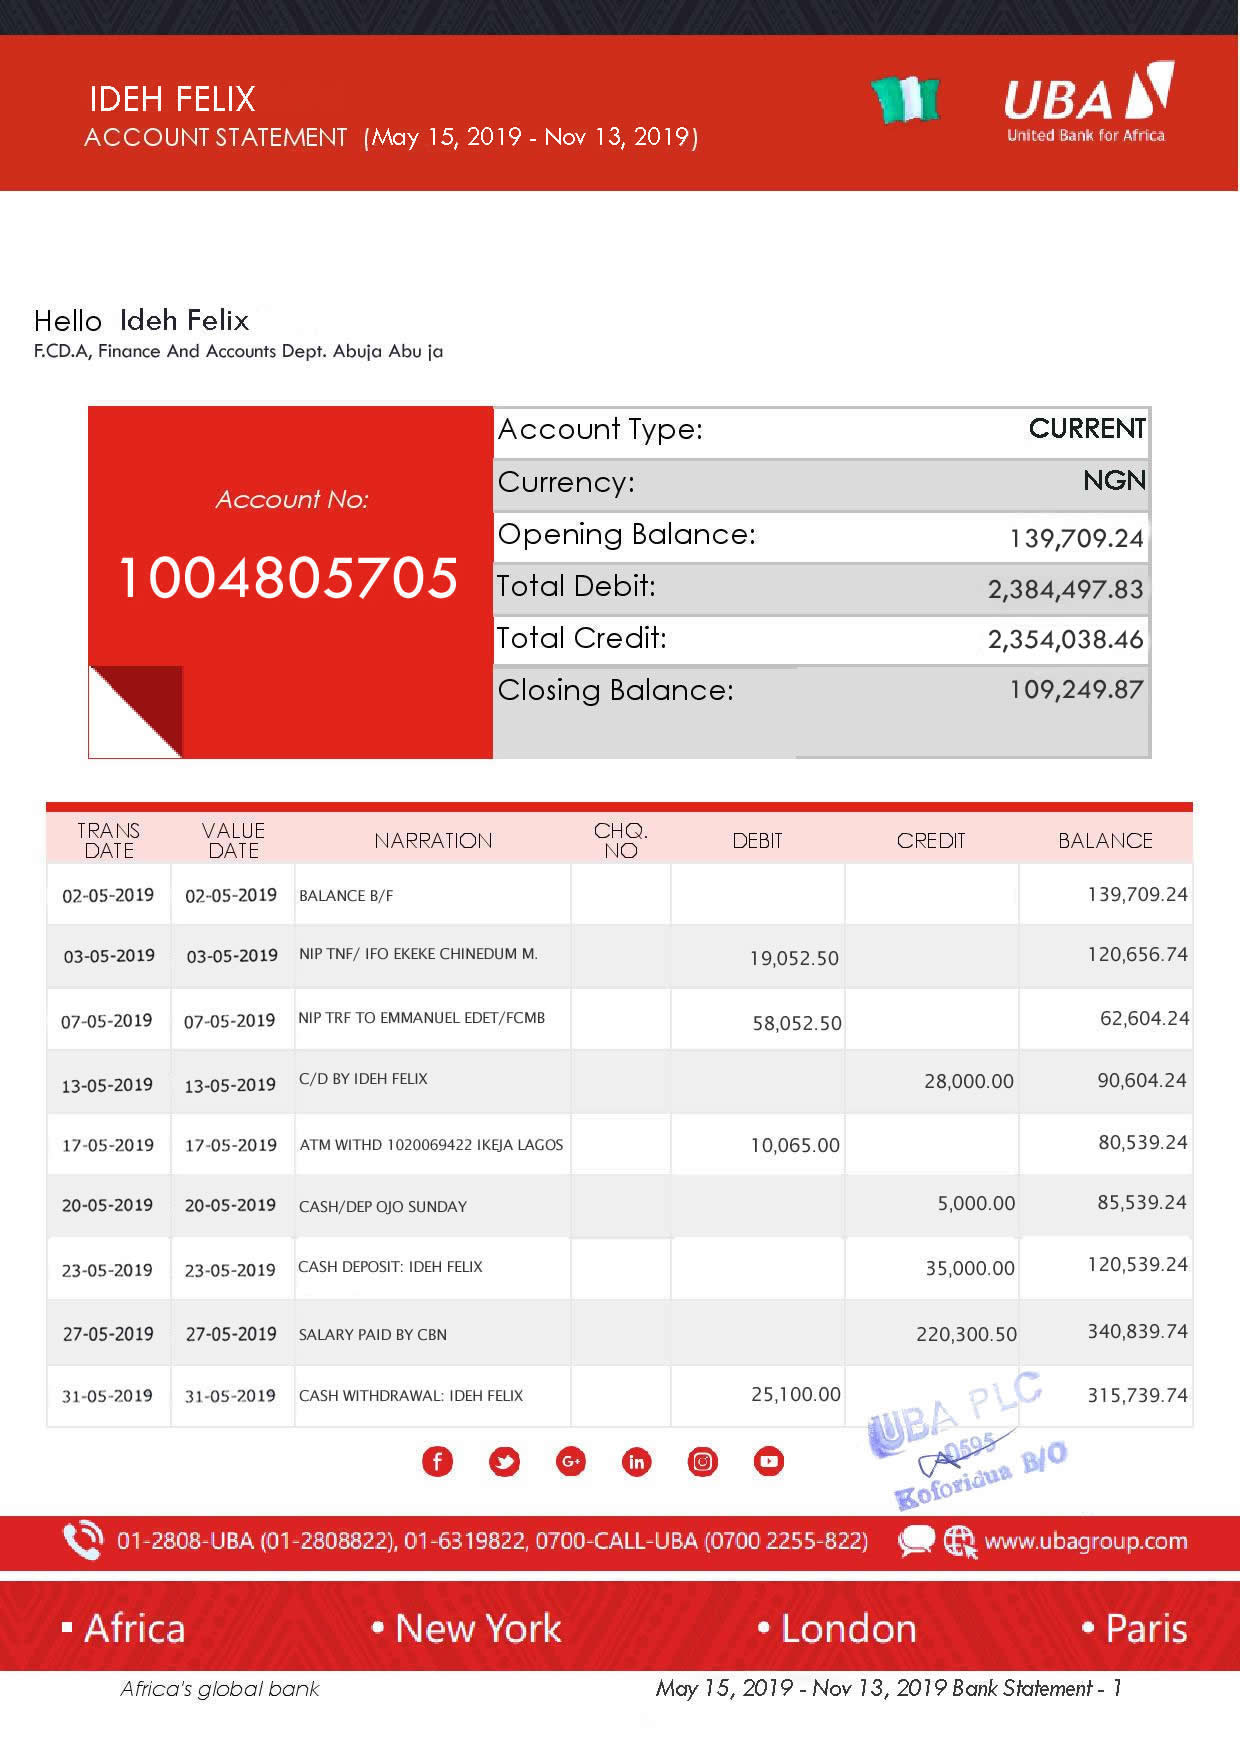 IDEH FELIX
ACCOUNT STATEMENT (May 15, 2019 - Nov 13, 2019)
UBA
United Bank for Africa
Hello Ideh Felix
F.CD.A, Finance And Accounts Dept. Abuja Abu ja
Account No:
1004805705
Account Type: CURRENT
Currency: NGN
Opening Balance: 139,709.24
Total Debit: 2,384,497.83
Total Credit: 2,354,038.46
Closing Balance: 109,249.87
TRANS DATE VALUE DATE NARRATION CHQ. NO DEBIT CREDIT BALANCE
02-05-2019 02-05-2019 BALANCE B/F 139,709.24
03-05-2019 03-05-2019 NIP TNF/ IFO EKEKE CHINEDUM M. 19,052.50 120,656.74
07-05-2019 07-05-2019 NIP TRF TO EMMANUEL EDET/FCMB 58,052.50 62,604.24
13-05-2019 13-05-2019 C/D BY IDEH FELIX 28,000.00 90,604.24
17-05-2019 17-05-2019 ATM WITHD 1020069422 IKEJA LAGOS 10,065.00 80,539.24
20-05-2019 20-05-2019 CASH/DEP OJO SUNDAY 5,000.00 85,539.24
23-05-2019 23-05-2019 CASH DEPOSIT: IDEH FELIX 35,000.00 120,539.24
27-05-2019 27-05-2019 SALARY PAID BY CBN 220,300.50 340,839.74
31-05-2019 31-05-2019 CASH WITHDRAWAL: IDEH FELIX 25,100.00 315,739.74
UBA PLC
0595
Koforidua B/O
01-2808-UBA (01-2808822), 01-6319822, 0700-CALL-UBA (0700 2255-822) www.ubagroup.com
▪ Africa • New York • London • Paris
Africa's global bank May 15, 2019 - Nov 13, 2019 Bank Statement - 1